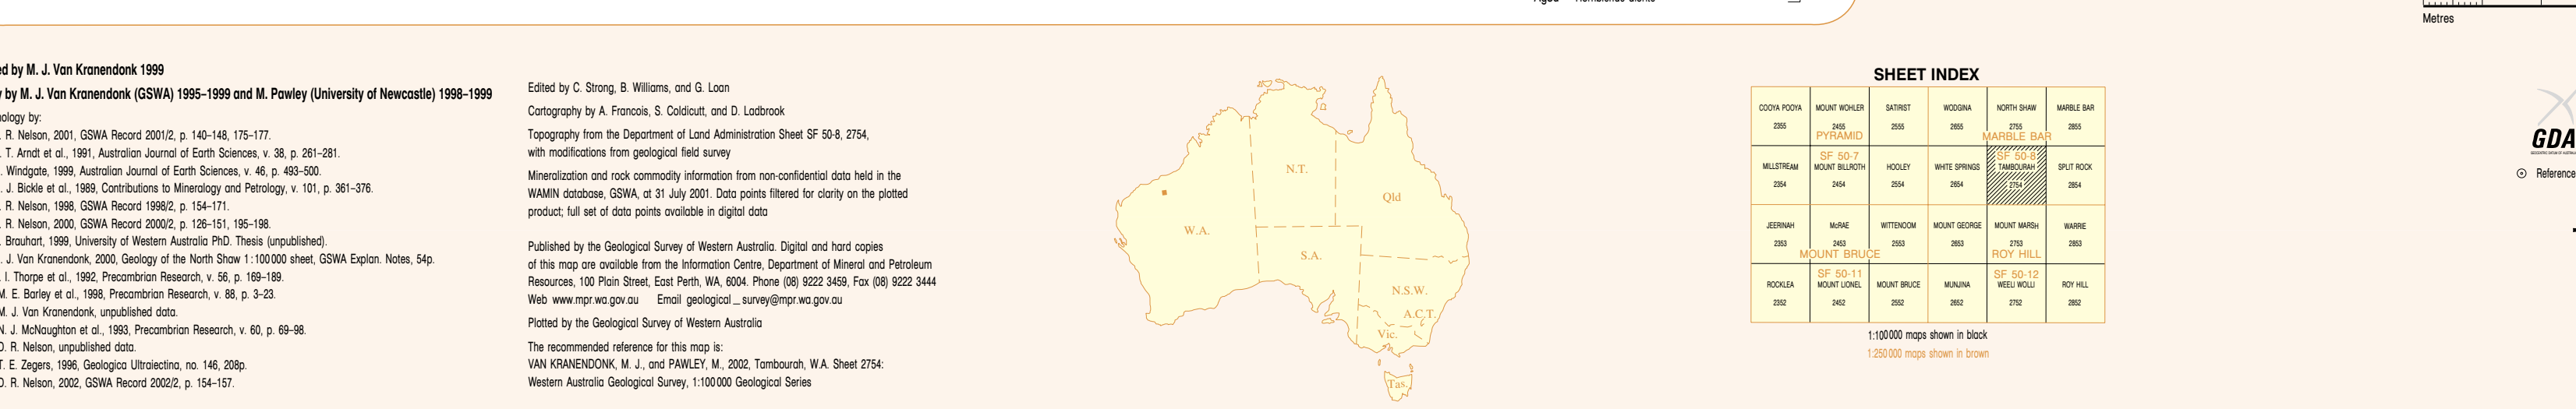 Metres
ed by M. J. Van Kranendonk 1999
by M. J. Van Kranendonk (GSWA) 1995–1999 and M. Pawley (University of Newcastle) 1998–1999
ology by:
R. Nelson, 2001, GSWA Record 2001/2, p. 140–148, 175–177.
T. Arndt et al., 1991, Australian Journal of Earth Sciences, v. 38, p. 261–281.
Windgate, 1999, Australian Journal of Earth Sciences, v. 46, p. 493–500.
J. Bickle et al., 1989, Contributions to Mineralogy and Petrology, v. 101, p. 361–376.
R. Nelson, 1998, GSWA Record 1998/2, p. 154–171.
R. Nelson, 2000, GSWA Record 2000/2, p. 126–151, 195–198.
Brauhart, 1999, University of Western Australia PhD. Thesis (unpublished).
J. Van Kranendonk, 2000, Geology of the North Shaw 1:100 000 sheet, GSWA Explan. Notes, 54p.
I. Thorpe et al., 1992, Precambrian Research, v. 56, p. 169–189.
M. E. Barley et al., 1998, Precambrian Research, v. 88, p. 3–23.
M. J. Van Kranendonk, unpublished data.
N. J. McNaughton et al., 1993, Precambrian Research, v. 60, p. 69–98.
D. R. Nelson, unpublished data.
T. E. Zegers, 1996, Geologica Ultraiectina, no. 146, 208p.
D. R. Nelson, 2002, GSWA Record 2002/2, p. 154–157.
Edited by C. Strong, B. Williams, and G. Loan
Cartography by A. Francois, S. Coldicutt, and D. Ladbrook
Topography from the Department of Land Administration Sheet SF 50-8, 2754,
with modifications from geological field survey
Mineralization and rock commodity information from non-confidential data held in the
WAMIN database, GSWA, at 31 July 2001. Data points filtered for clarity on the plotted
product; full set of data points available in digital data
Published by the Geological Survey of Western Australia. Digital and hard copies
of this map are available from the Information Centre, Department of Mineral and Petroleum
Resources, 100 Plain Street, East Perth, WA, 6004. Phone (08) 9222 3459, Fax (08) 9222 3444
Web www.mpr.wa.gov.au Email geological_survey@mpr.wa.gov.au
Plotted by the Geological Survey of Western Australia
The recommended reference for this map is:
VAN KRANENDONK, M. J., and PAWLEY, M., 2002, Tambourah, W.A. Sheet 2754:
Western Australia Geological Survey, 1:100 000 Geological Series
N.T.
Qld
W.A.
S.A.
N.S.W.
A.C.T.
Vic.
Tas.
SHEET INDEX
COOYA POOYA MOUNT WOHLER SATIRIST WODGINA NORTH SHAW MARBLE BAR
2355 2455 2555 2655 2755 2855
PYRAMID MARBLE BAR
SF 50-7 SF 50-8
MILLSTREAM MOUNT BILLROTH HOOLEY WHITE SPRINGS TAMBOURAH SPLIT ROCK
2354 2454 2554 2654 2754 2854
JEERINAH McRAE WITTENOOM MOUNT GEORGE MOUNT MARSH WARRIE
2353 2453 2553 2653 2753 2853
MOUNT BRUCE ROY HILL
SF 50-11 SF 50-12
ROCKLEA MOUNT LIONEL MOUNT BRUCE MUNJINA WEELI WOLLI ROY HILL
2352 2452 2552 2652 2752 2852
1:100 000 maps shown in black
1:250 000 maps shown in brown
GDA
Reference